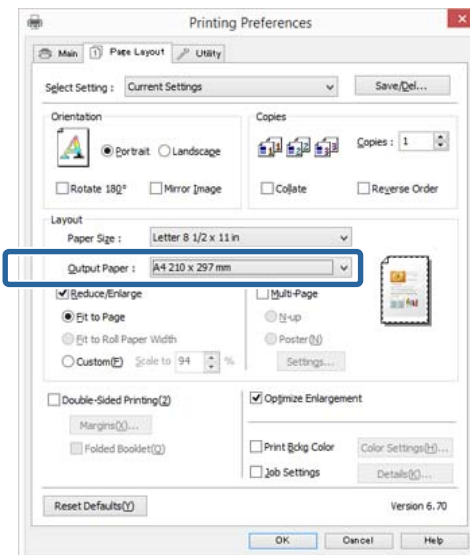 Printing Preferences
Main Page Layout Utility
Select Setting : Current Settings Save/Del...
Orientation Copies
Portrait Landscape Copies : 1
Rotate 180° Mirror Image Collate Reverse Order
Layout
Paper Size : Letter 8 1/2 x 11 in
Output Paper : A4 210 x 297 mm
Reduce/Enlarge Multi-Page
Fit to Page N-up
Fit to Roll Paper Width Poster(N)
Custom(F) Scale to 94 % Settings...
Double-Sided Printing(2) Optimize Enlargement
Margins(X)...
Folded Booklet(Q) Print Bckg Color Color Settings(H)...
Job Settings Details(K)...
Reset Defaults(Y) Version 6.70
OK Cancel Help